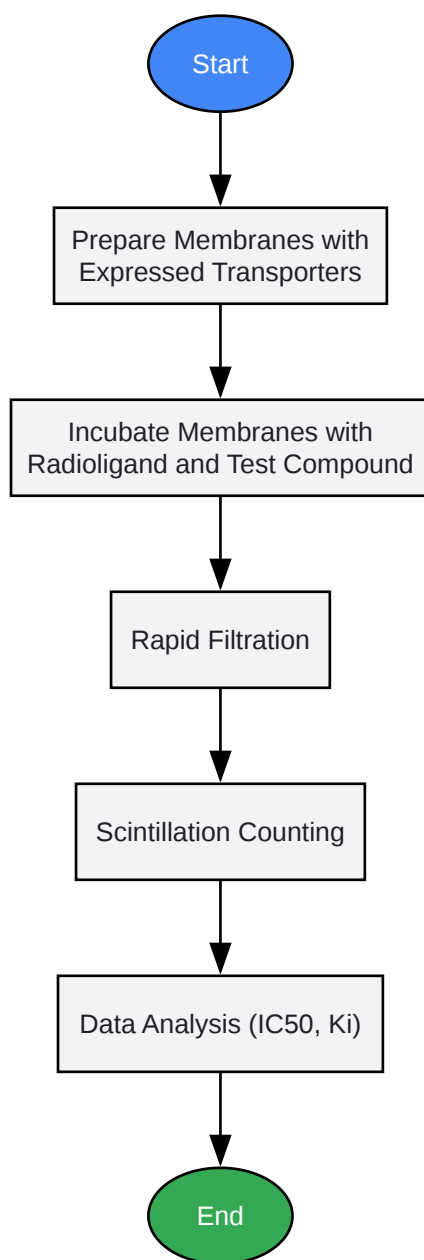 Start
Prepare Membranes with
Expressed Transporters
Incubate Membranes with
Radioligand and Test Compound
Rapid Filtration
Scintillation Counting
Data Analysis (IC50, Ki)
End